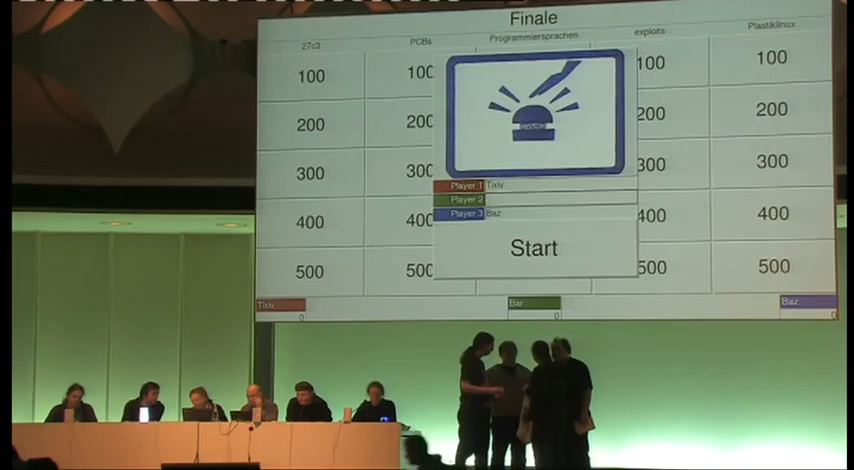 Finale
27c3 PCBs Programmiersprachen exploits Plastiklinux
100 100 100 100
200 200 200 200
300 300 300 300
400 400 400 400
500 500 500 500
Player 1 Tixiv
Player 2
Player 3 Baz
Start
Tixiv Bar Baz
0 0 0